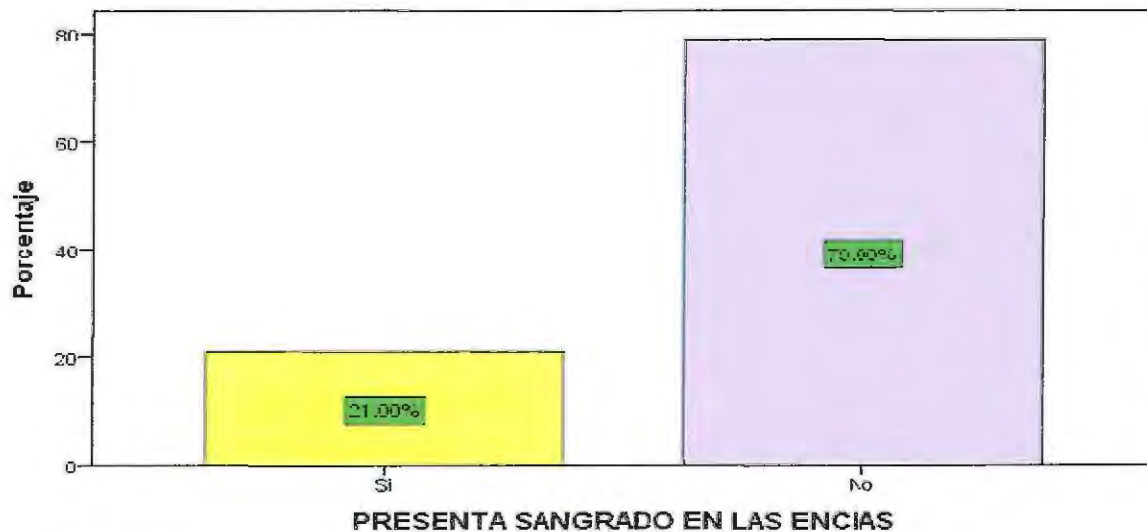 80
60
40
20
0
Porcentaje
21.00%
Si
No
PRESENTA SANGRADO EN LAS ENCIAS